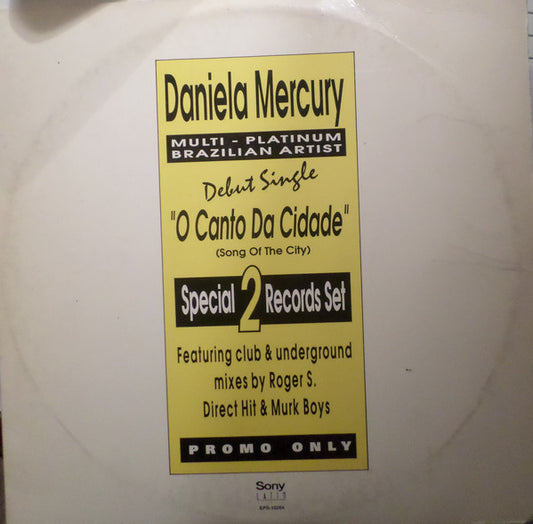 Daniela Mercury
MULTI - PLATINUM
BRAZILIAN ARTIST
Debut Single
"O Canto Da Cidade"
(Song Of The City)
Special 2 Records Set
Featuring club & underground
mixes by Roger S.
Direct Hit & Murk Boys
PROMO ONLY
Sony
LATIN